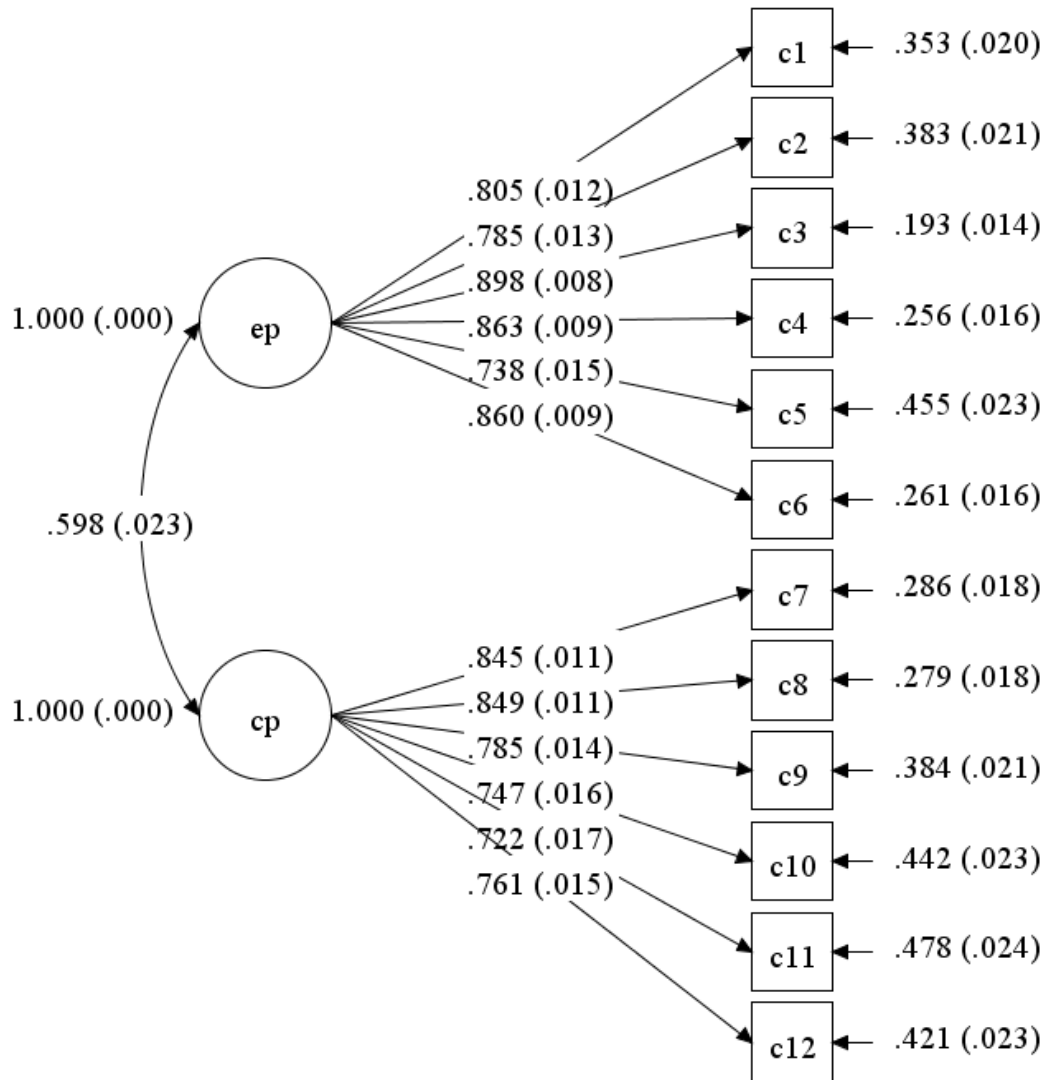 c1
.353 (.020)
c2
.383 (.021)
.805 (.012)
c3
.193 (.014)
.785 (.013)
.898 (.008)
1.000 (.000)
ep
.863 (.009)
c4
.256 (.016)
.738 (.015)
c5
.455 (.023)
.860 (.009)
c6
.261 (.016)
.598 (.023)
c7
.286 (.018)
.845 (.011)
c8
.279 (.018)
.849 (.011)
1.000 (.000)
cp
.785 (.014)
c9
.384 (.021)
.747 (.016)
.722 (.017)
c10
.442 (.023)
.761 (.015)
c11
.478 (.024)
c12
.421 (.023)